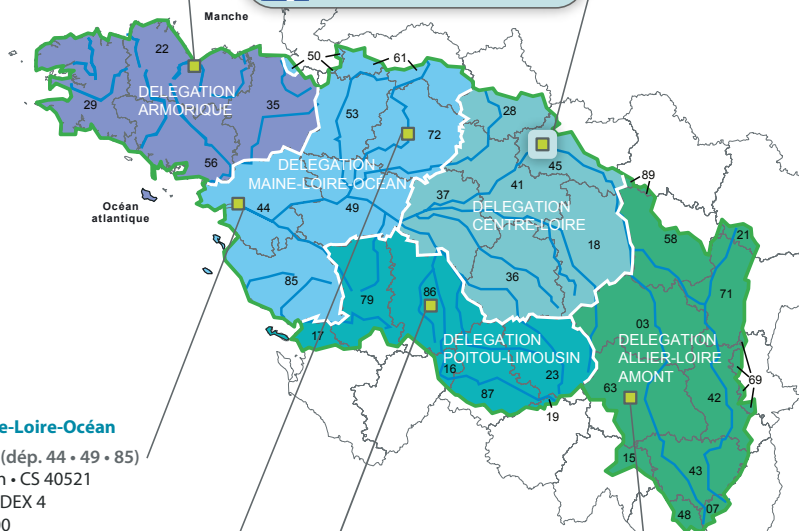 Manche
50
61
22
28
DELEGATION
ARMORIQUE
29
35
53
72
45
56
DELEGATION
MAINE-LOIRE-OCÉAN
89
41
37
Océan
atlantique
44
49
DELEGATION
CENTRE-LOIRE
58
21
18
85
36
79
86
71
17
03
DELEGATION
POITOU-LIMOUSIN
DELEGATION
ALLIER-LOIRE
AMONT
16
23
69
87
63
42
19
e-Loire-Océan
(dép. 44 • 49 • 85)
15
n • CS 40521
43
DEX 4
07
48